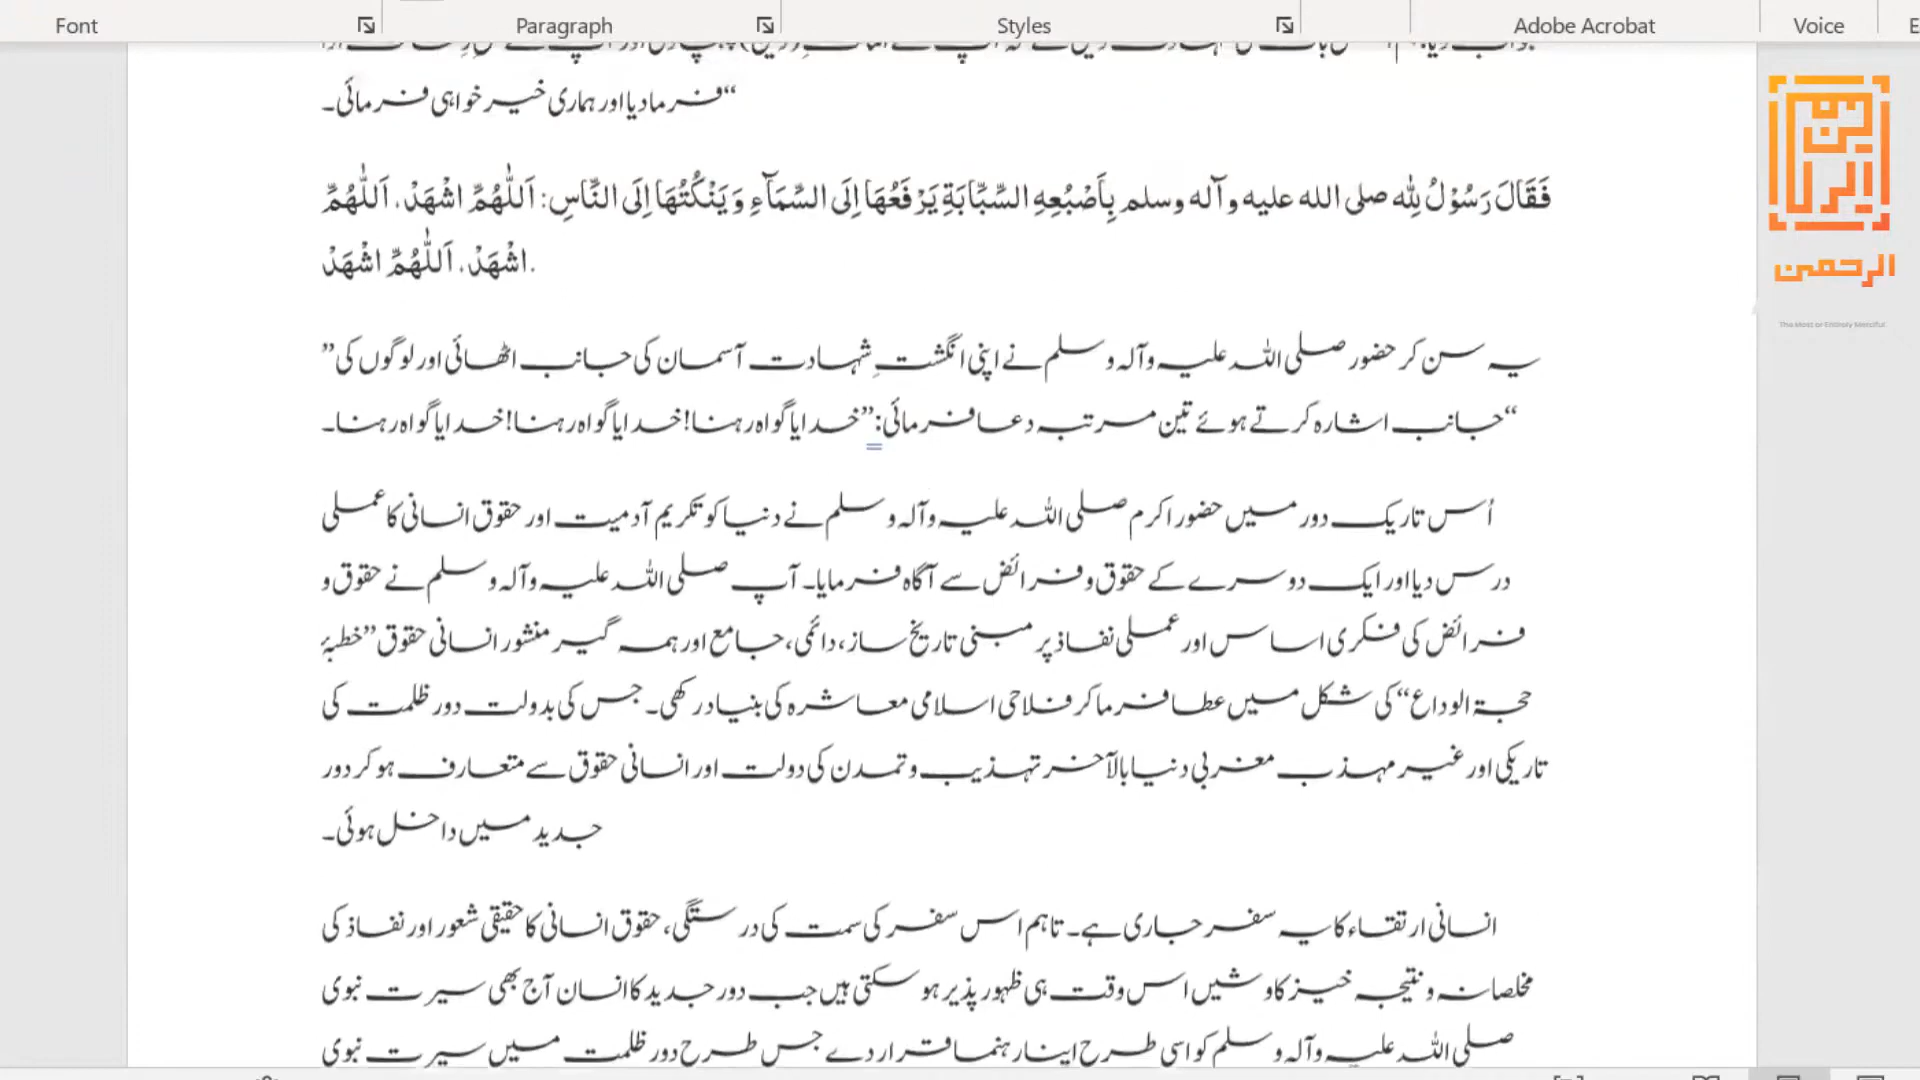 Font
Paragraph
Styles
Adobe Acrobat
Voice
“فرما دیا اور ہماری خیر خواہی فرمائی۔
فَقَالَ رَسُوْلُ لِلّٰه صلی الله عليه وآله وسلم بِأَصْبُعِهِ السَّبَّابَةِ يَرْفَعُهَا إِلَى السَّمَآءِ وَيَنْكُتُهَا إِلَى النَّاسِ: اَللّٰهُمَّ اشْهَدْ، اَللّٰهُمَّ
اشْهَدْ، اَللّٰهُمَّ اشْهَدْ.
یہ سن کر حضور صلی اللہ علیہ وآلہ وسلم نے اپنی انگشتِ شہادت آسمان کی جانب اٹھائی اور لوگوں کی”
“جانب اشارہ کرتے ہوئے تین مرتبہ دعا فرمائی:”خدایا گواہ رہنا! خدایا گواہ رہنا! خدایا گواہ رہنا۔
اُس تاریک دور میں حضور اکرم صلی اللہ علیہ وآلہ وسلم نے دنیا کو تکریم آدمیت اور حقوق انسانی کا عملی
درس دیا اور ایک دوسرے کے حقوق و فرائض سے آگاہ فرمایا۔ آپ صلی اللہ علیہ وآلہ وسلم نے حقوق و
فرائض کی فکری اساس اور عملی نفاذ پر مبنی تاریخ ساز، دائمی، جامع اور ہمہ گیر منشور انسانی حقوق ”خطبۂ
حجۃ الوداع“ کی شکل میں عطا فرما کر فلاحی اسلامی معاشرہ کی بنیاد رکھی۔ جس کی بدولت دور ظلمت کی
تاریکی اور غیر مہذب مغربی دنیا بالآخر تہذیب و تمدن کی دولت اور انسانی حقوق سے متعارف ہو کر دور
جدید میں داخل ہوئی۔
انسانی ارتقاء کا یہ سفر جاری ہے۔ تاہم اس سفر کی سمت کی درستگی، حقوق انسانی کا حقیقی شعور اور نفاذ کی
مخلصانہ و نتیجہ خیز کاوشیں اس وقت ہی ظہور پذیر ہو سکتی ہیں جب دور جدید کا انسان آج بھی سیرت نبوی
صلی اللہ علیہ وآلہ وسلم کو اسی طرح اپنا رہنما قرار دے جس طرح دور ظلمت میں سیرت نبوی
الرحمن
The Most or Entirely Merciful